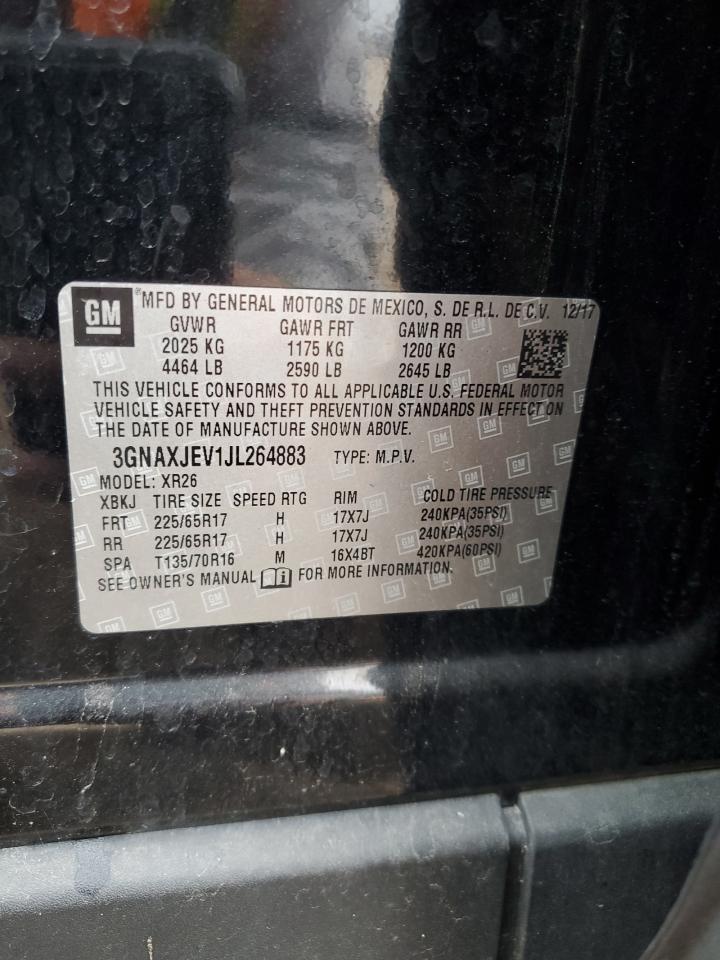 GM
®MFD BY GENERAL MOTORS DE MEXICO, S. DE R.L. DE C.V. 12/17
GVWR GAWR FRT GAWR RR
2025 KG 1175 KG 1200 KG
4464 LB 2590 LB 2645 LB
THIS VEHICLE CONFORMS TO ALL APPLICABLE U.S. FEDERAL MOTOR
VEHICLE SAFETY AND THEFT PREVENTION STANDARDS IN EFFECT ON
THE DATE OF MANUFACTURE SHOWN ABOVE.
3GNAXJEV1JL264883 TYPE: M.P.V.
MODEL: XR26
XBKJ TIRE SIZE SPEED RTG RIM COLD TIRE PRESSURE
FRT 225/65R17 H 17X7J 240KPA(35PSI)
RR 225/65R17 H 17X7J 240KPA(35PSI)
SPA T135/70R16 M 16X4BT 420KPA(60PSI)
SEE OWNER'S MANUAL FOR MORE INFORMATION.